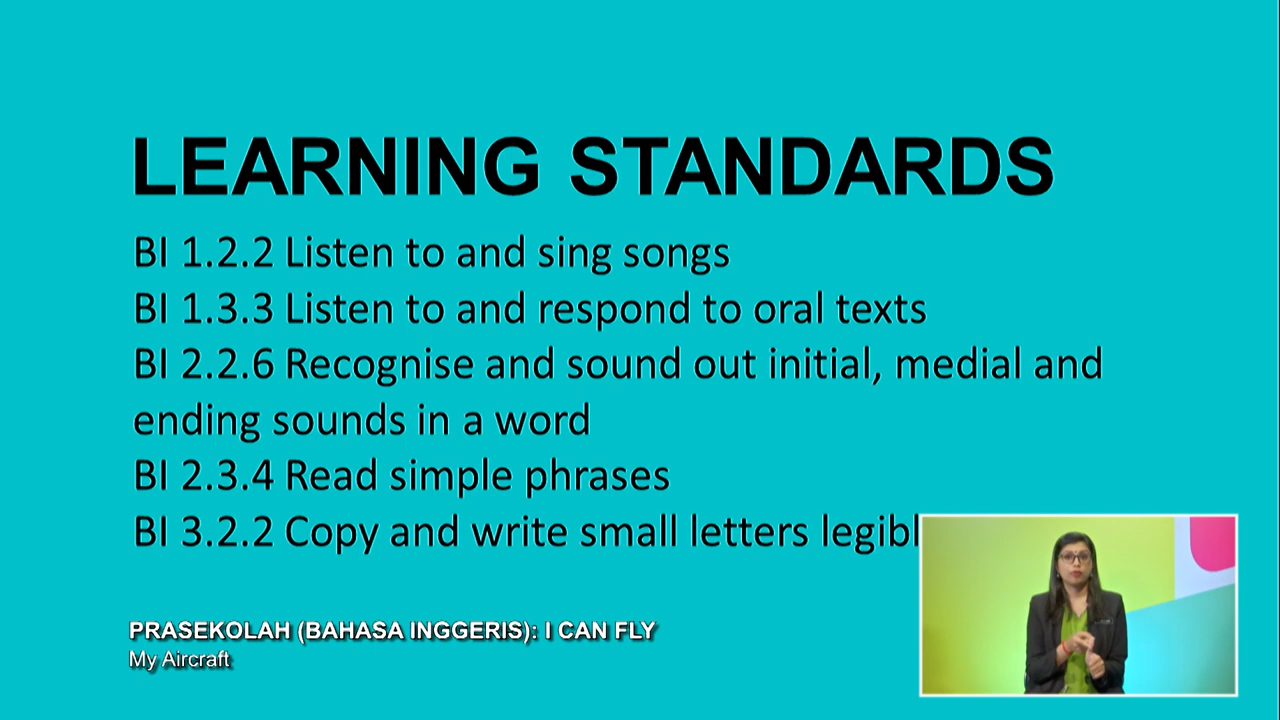 LEARNING STANDARDS
BI 1.2.2 Listen to and sing songs
BI 1.3.3 Listen to and respond to oral texts
BI 2.2.6 Recognise and sound out initial, medial and
ending sounds in a word
BI 2.3.4 Read simple phrases
BI 3.2.2 Copy and write small letters legibl
PRASEKOLAH (BAHASA INGGERIS): I CAN FLY
My Aircraft